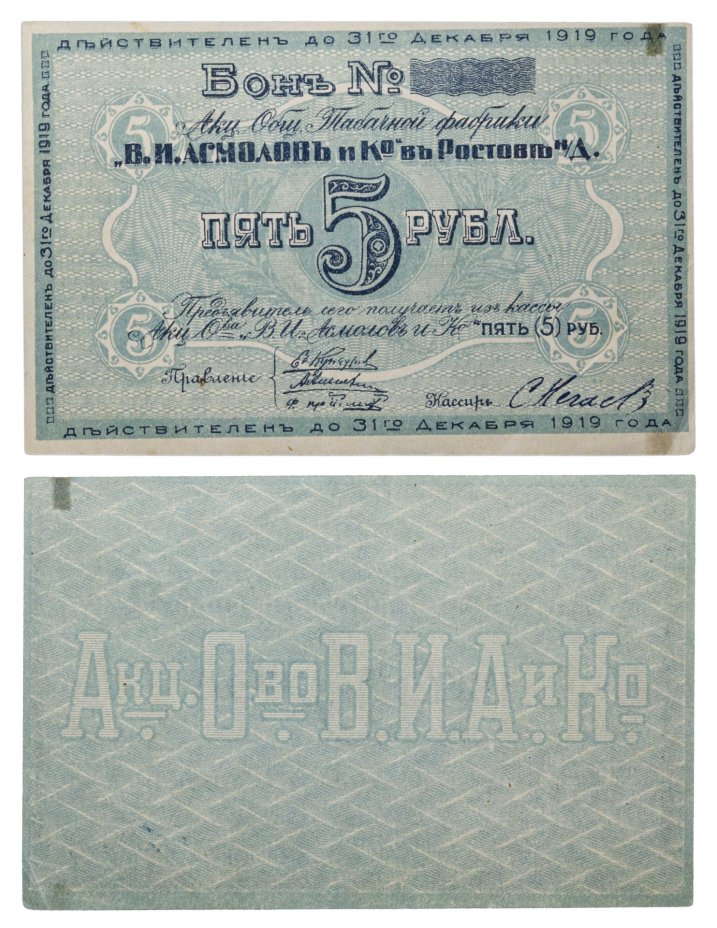 ДѢЙСТВИТЕЛЕНЪ ДО 31ГО ДЕКАБРЯ 1919 ГОДА
Бонъ №
Акц. Общ. Табачной фабрики
„В.И.АСМОЛОВЪ и Ко" въ Ростовѣ н/Д.
5 5
ПЯТЬ 5 РУБЛ.
Предъявитель сего получаетъ изъ кассы
Акц. О-ва „В.И. Асмоловъ и Ко" ПЯТЬ (5) РУБ.
5 5
Правленіе
Кассиръ
ДѢЙСТВИТЕЛЕНЪ ДО 31ГО ДЕКАБРЯ 1919 ГОДА
ДѢЙСТВИТЕЛЕНЪ ДО 31ГО ДЕКАБРЯ 1919 ГОДА
ДѢЙСТВИТЕЛЕНЪ ДО 31ГО ДЕКАБРЯ 1919 ГОДА
Акц. О-во В.И.А. и Ко